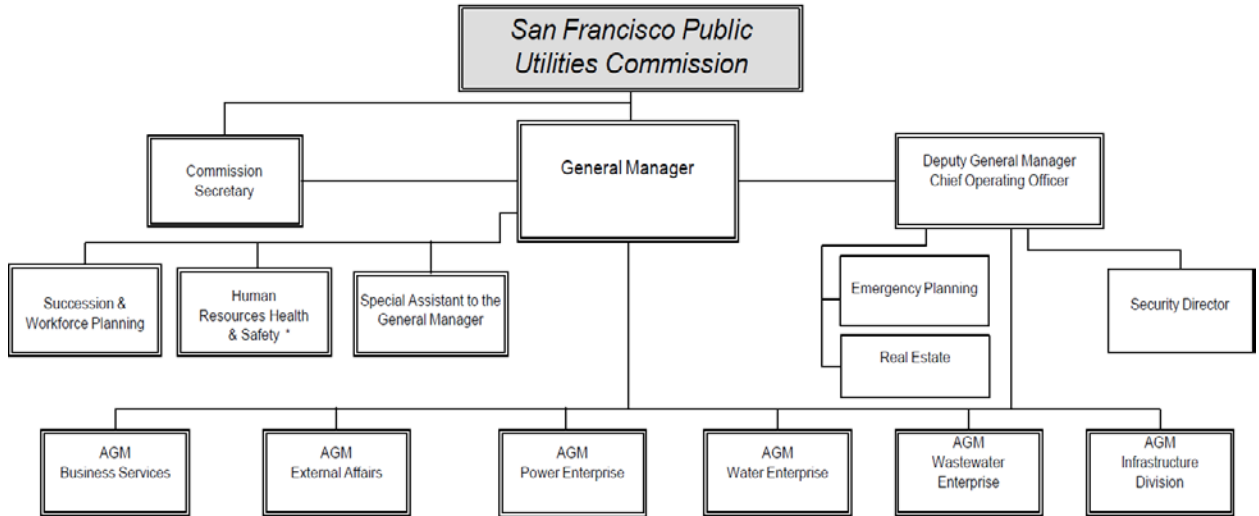 San Francisco Public
Utilities Commission
Commission
Secretary
General Manager
Deputy General Manager
Chief Operating Officer
Succession &
Workforce Planning
Human
Resources Health
& Safety *
Special Assistant to the
General Manager
Emergency Planning
Real Estate
Security Director
AGM
Business Services
AGM
External Affairs
AGM
Power Enterprise
AGM
Water Enterprise
AGM
Wastewater
Enterprise
AGM
Infrastructure
Division